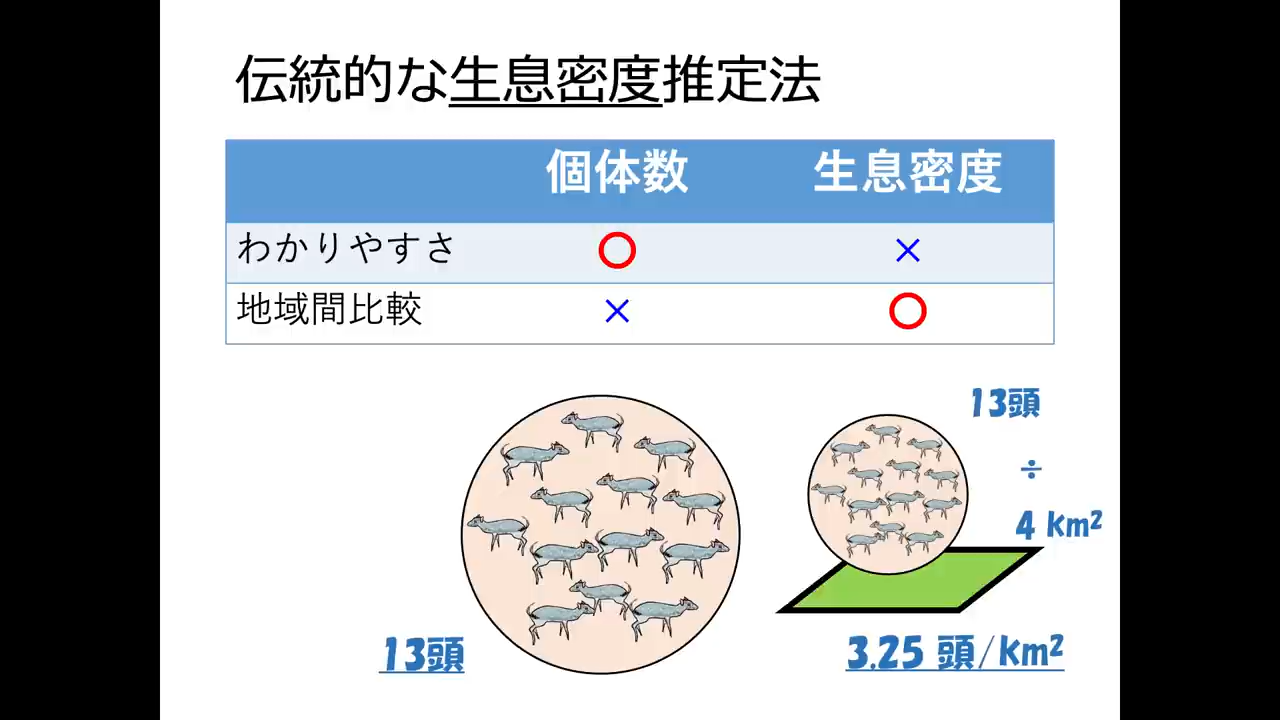 伝統的な生息密度推定法
個体数 生息密度
わかりやすさ ○ ×
地域間比較 × ○
13頭
÷
4 km²
13頭
3.25 頭/km²